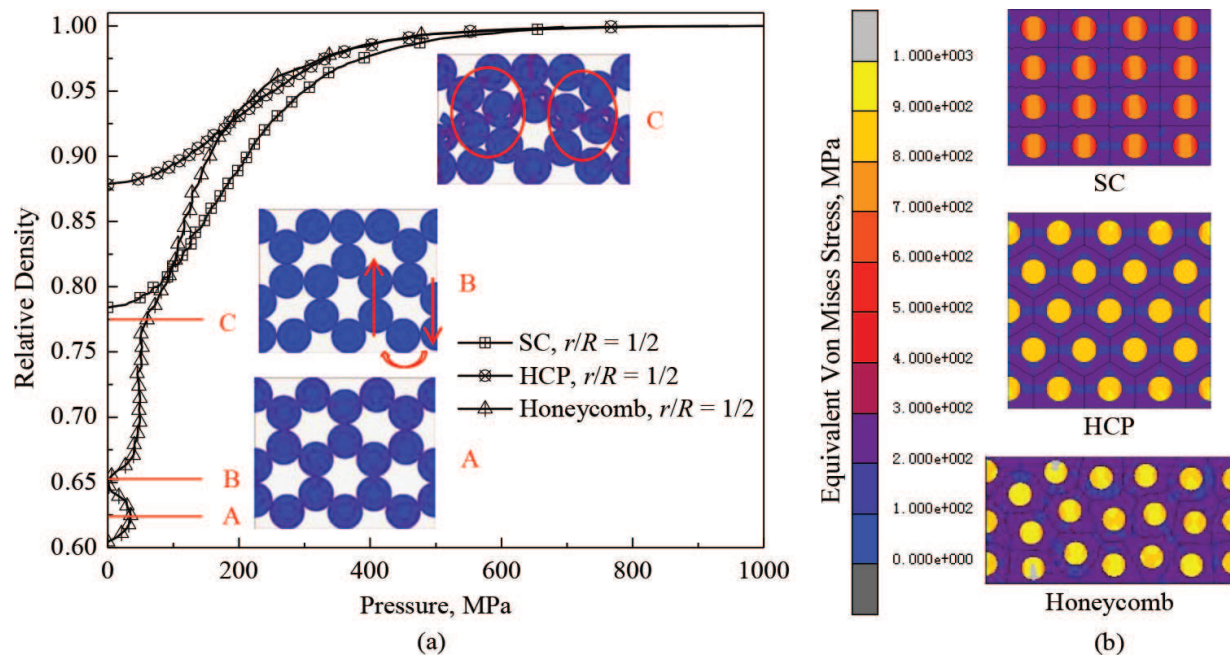 1.00
0.95
0.90
0.85
0.80
0.75
0.70
0.65
0.60
Relative Density
0
200
400
600
800
1000
Pressure, MPa
C
B
A
C
B
A
SC, r/R = 1/2
HCP, r/R = 1/2
Honeycomb, r/R = 1/2
(a)
Equivalent Von Mises Stress, MPa
1.000e+003
9.000e+002
8.000e+002
7.000e+002
6.000e+002
5.000e+002
4.000e+002
3.000e+002
2.000e+002
1.000e+002
0.000e+000
SC
HCP
Honeycomb
(b)